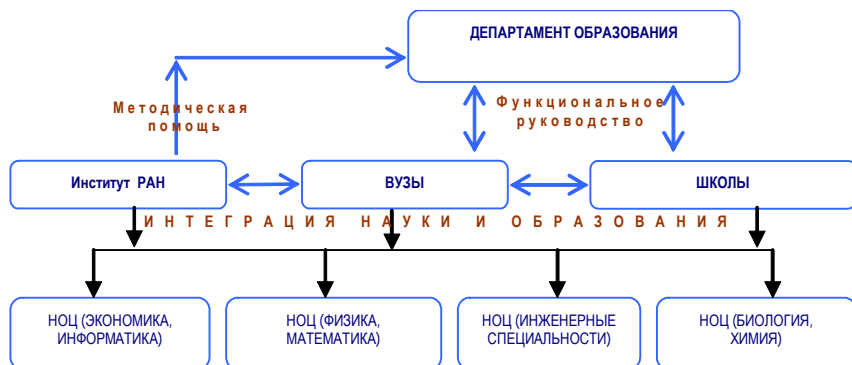 ДЕПАРТАМЕНТ ОБРАЗОВАНИЯ
Методическая
помощь
Функциональное
руководство
Институт РАН
ВУЗЫ
ШКОЛЫ
ИНТЕГРАЦИЯ НАУКИ И ОБРАЗОВАНИЯ
НОЦ (ЭКОНОМИКА,
ИНФОРМАТИКА)
НОЦ (ФИЗИКА,
МАТЕМАТИКА)
НОЦ (ИНЖЕНЕРНЫЕ
СПЕЦИАЛЬНОСТИ)
НОЦ (БИОЛОГИЯ,
ХИМИЯ)